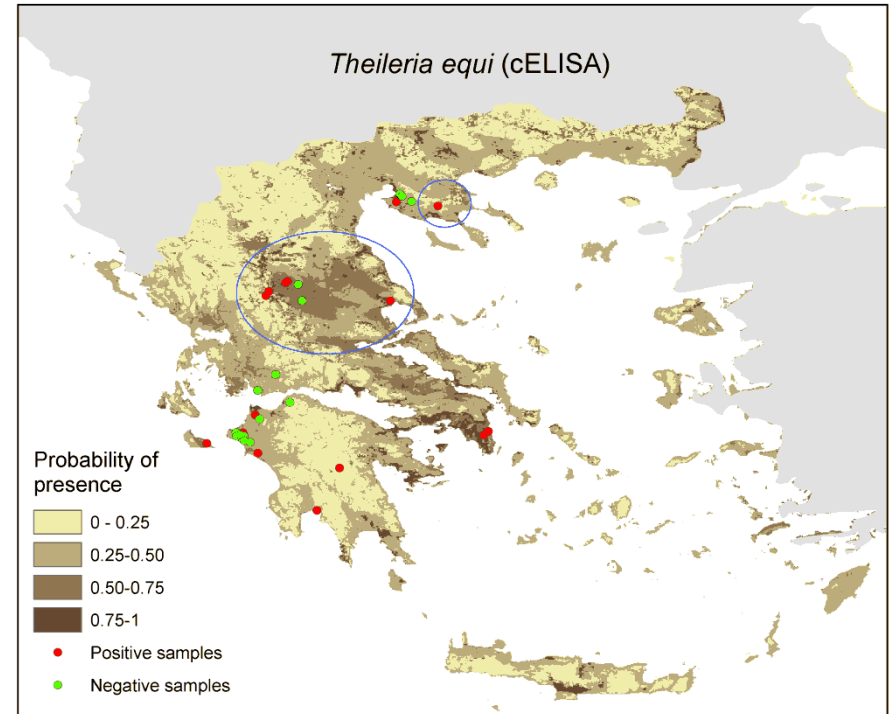 Theileria equi (cELISA)
Probability of
presence
0 - 0.25
0.25-0.50
0.50-0.75
0.75-1
Positive samples
Negative samples